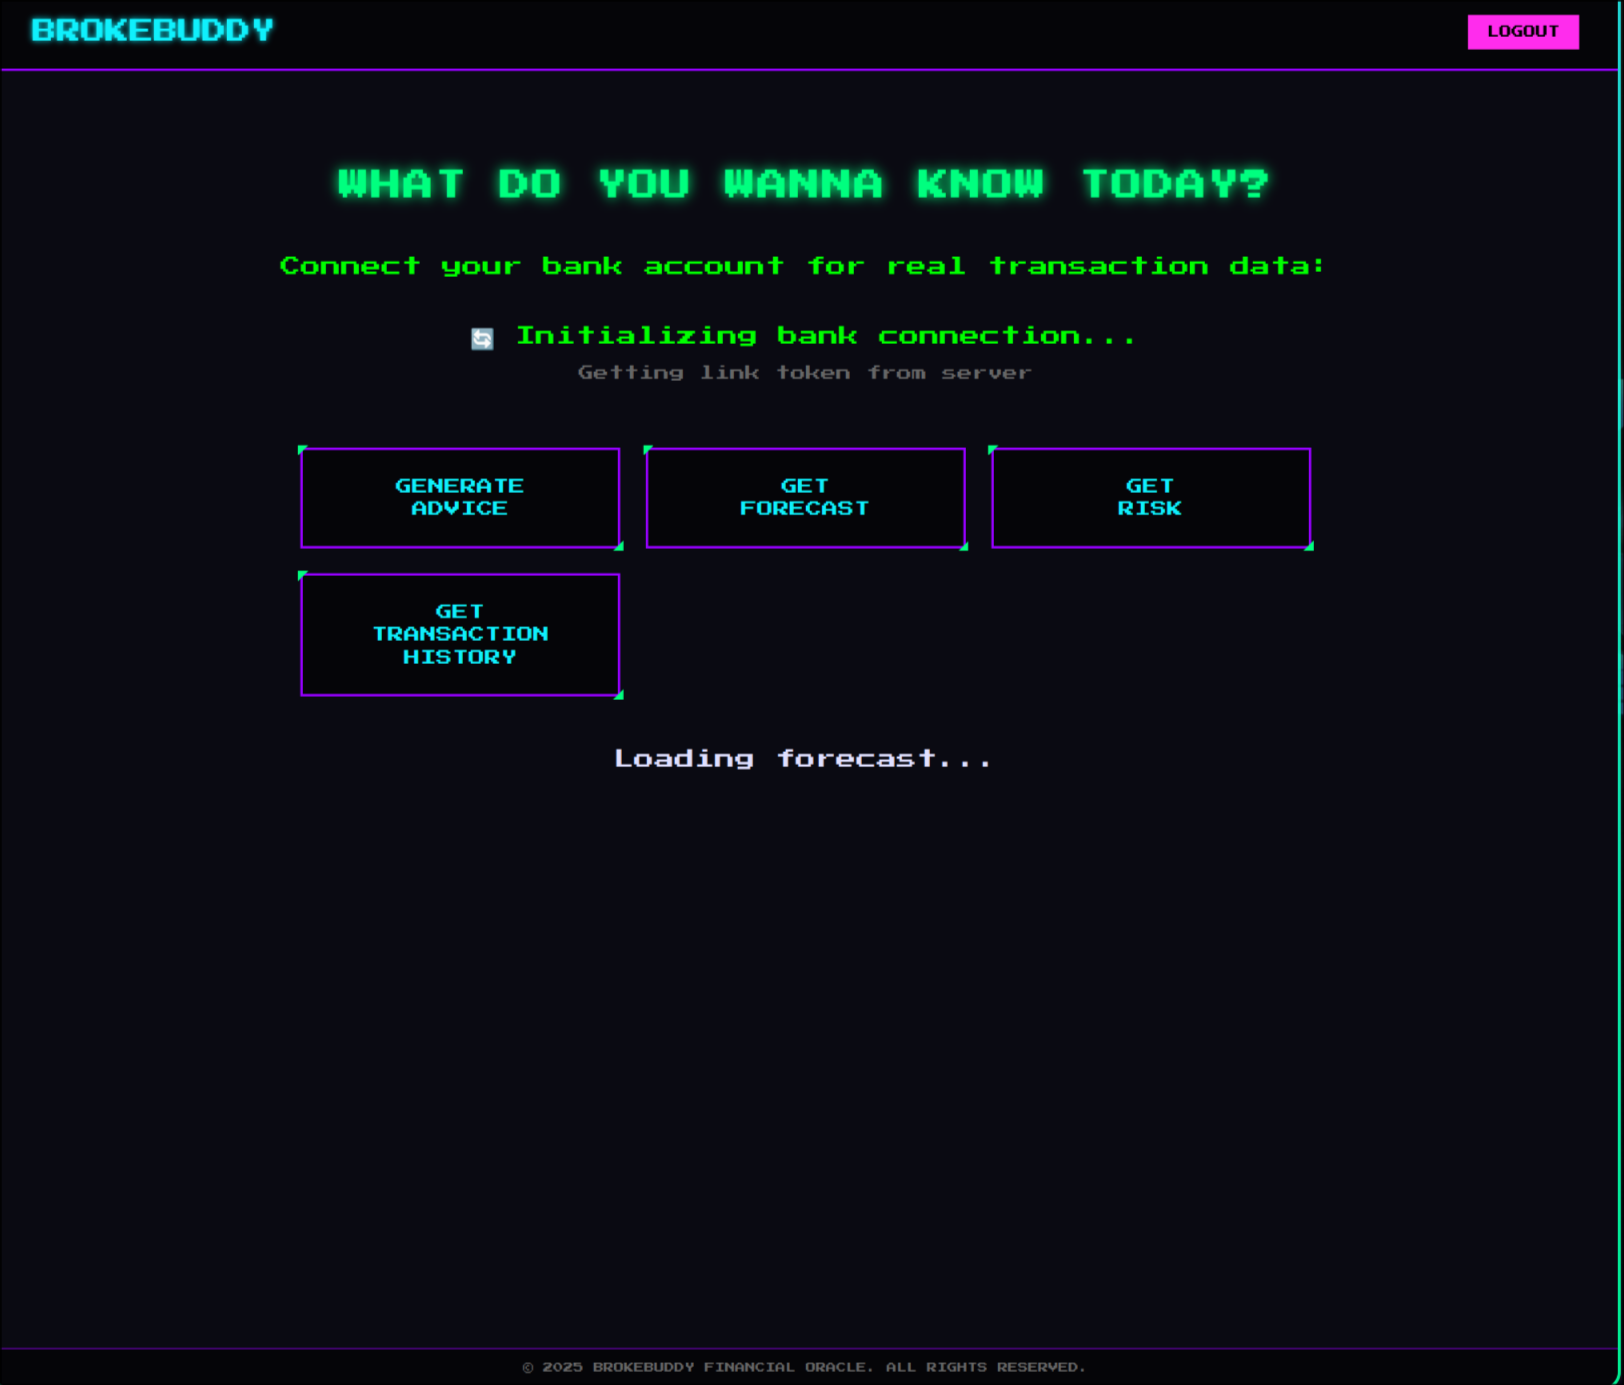 BROKEBUDDY
LOGOUT
WHAT DO YOU WANNA KNOW TODAY?
Connect your bank account for real transaction data:
Initializing bank connection...
Getting link token from server
GENERATE
ADVICE
GET
FORECAST
GET
RISK
GET
TRANSACTION
HISTORY
Loading forecast...
© 2025 BROKEBUDDY FINANCIAL ORACLE. ALL RIGHTS RESERVED.